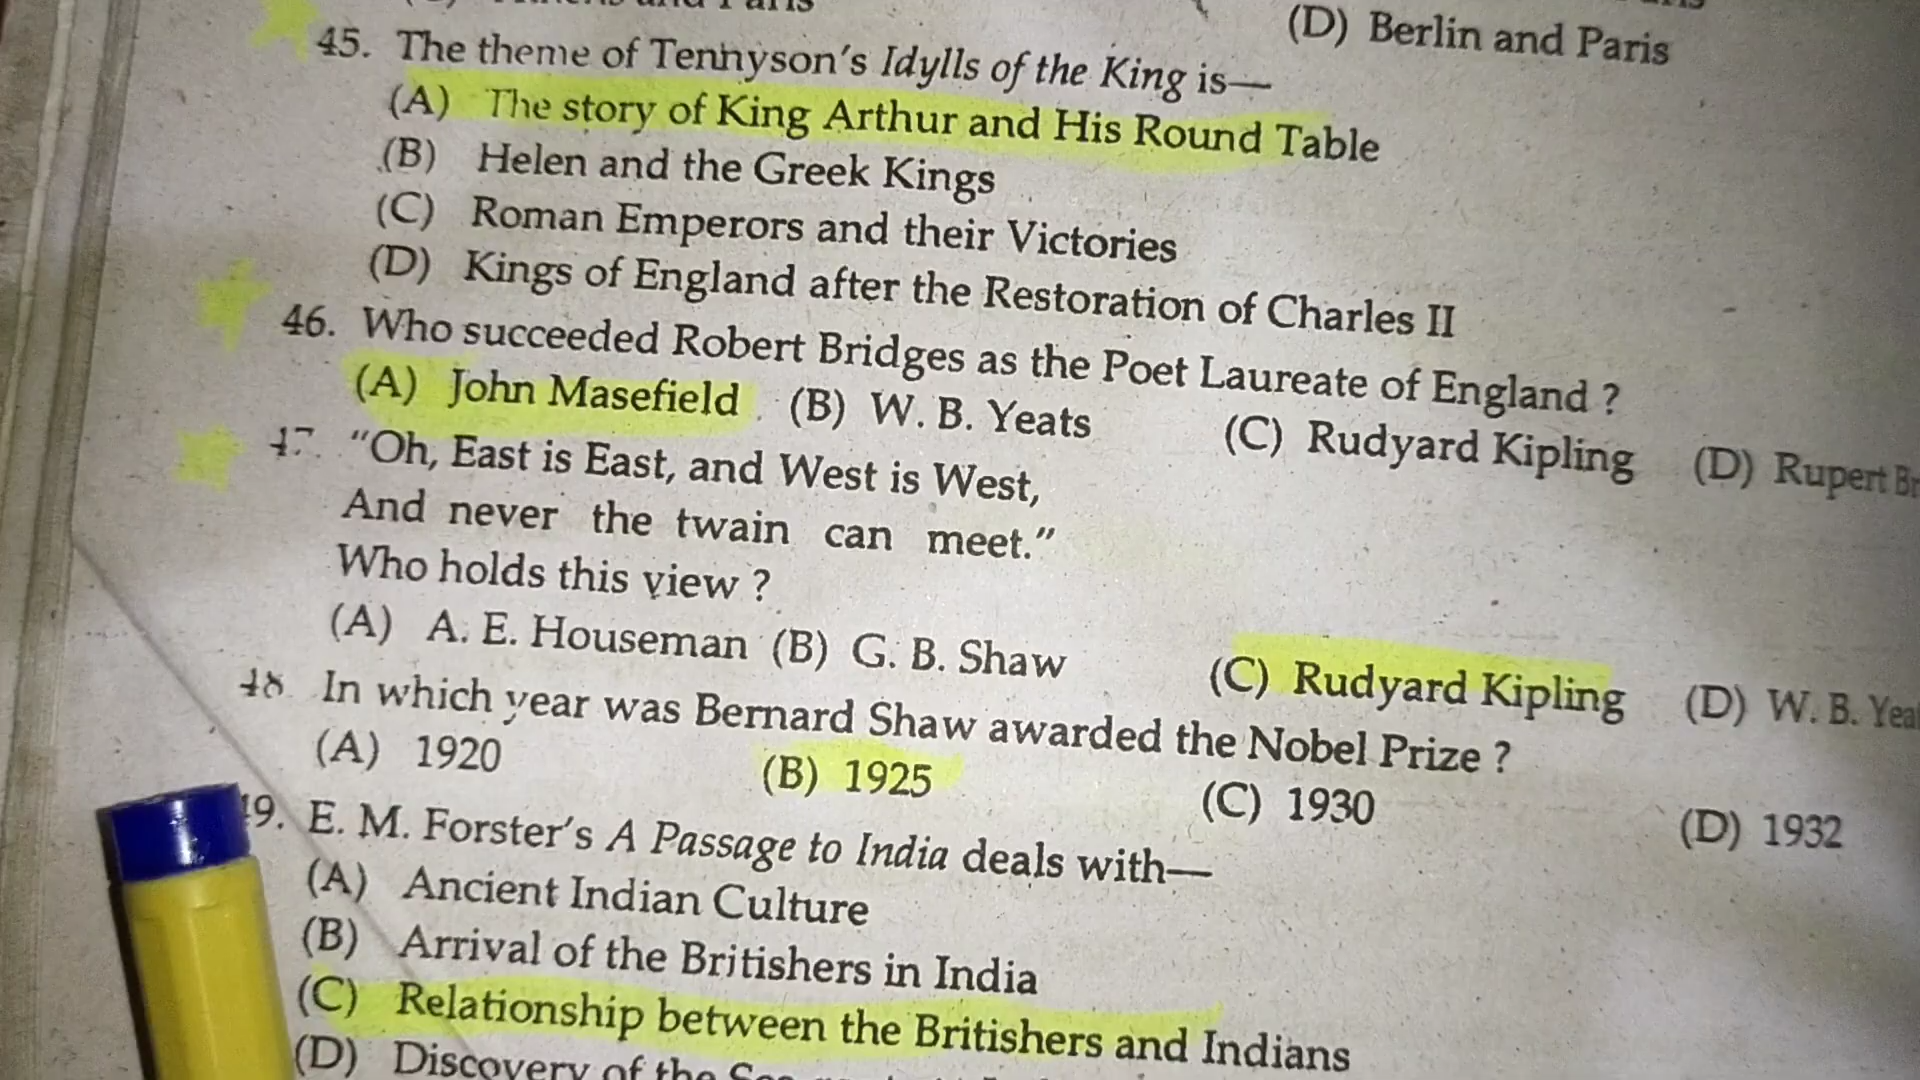 (D) Berlin and Paris
45. The theme of Tennyson's Idylls of the King is—
(A) The story of King Arthur and His Round Table
(B) Helen and the Greek Kings
(C) Roman Emperors and their Victories
(D) Kings of England after the Restoration of Charles II
46. Who succeeded Robert Bridges as the Poet Laureate of England ?
(A) John Masefield (B) W. B. Yeats (C) Rudyard Kipling (D) Rupert
47. "Oh, East is East, and West is West,
And never the twain can meet."
Who holds this view ?
(A) A. E. Houseman (B) G. B. Shaw (C) Rudyard Kipling (D) W. B.
48. In which year was Bernard Shaw awarded the Nobel Prize ?
(A) 1920 (B) 1925 (C) 1930 (D) 1932
49. E. M. Forster's A Passage to India deals with—
(A) Ancient Indian Culture
(B) Arrival of the Britishers in India
(C) Relationship between the Britishers and Indians
(D) Discovery of the